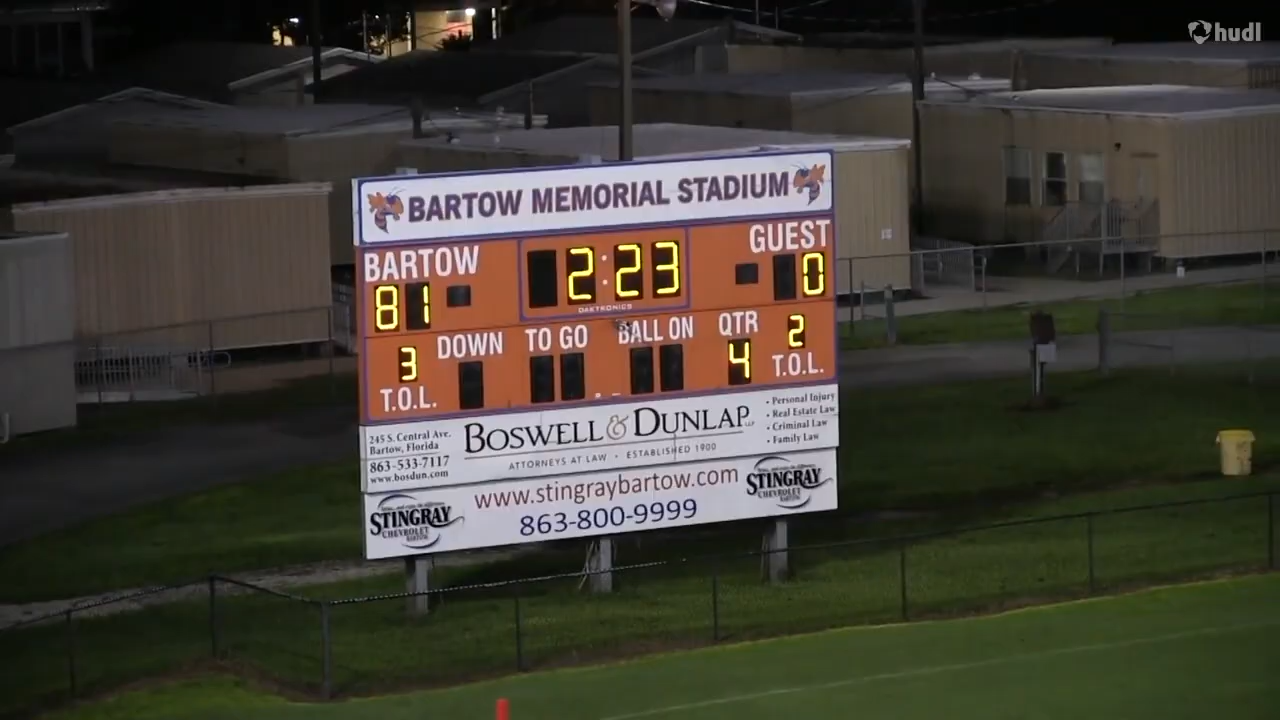 hudl
BARTOW MEMORIAL STADIUM
BARTOW
2:23
GUEST
81
0
DAKTRONICS
DOWN
TO GO
BALL ON
QTR
2
3
4
T.O.L.
T.O.L.
245 S. Central Ave.
Bartow, Florida
863-533-7117
www.bosdun.com
BOSWELL & DUNLAP LLP
ATTORNEYS AT LAW • ESTABLISHED 1900
• Personal Injury
• Real Estate Law
• Criminal Law
• Family Law
STINGRAY
CHEVROLET
BARTOW
www.stingraybartow.com
863-800-9999
STINGRAY
CHEVROLET
BARTOW